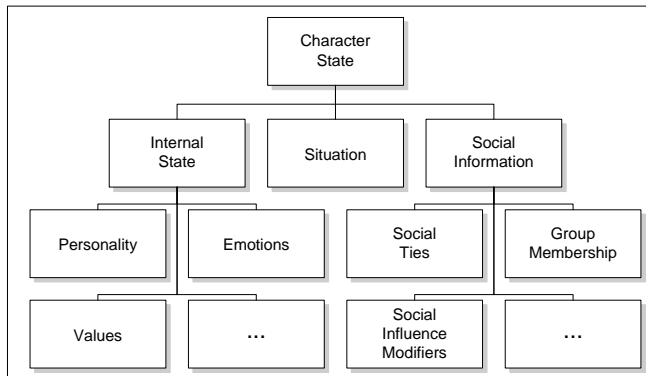 Character
State
Internal
State
Situation
Social
Information
Personality
Emotions
Social
Ties
Group
Membership
Values
...
Social
Influence
Modifiers
...